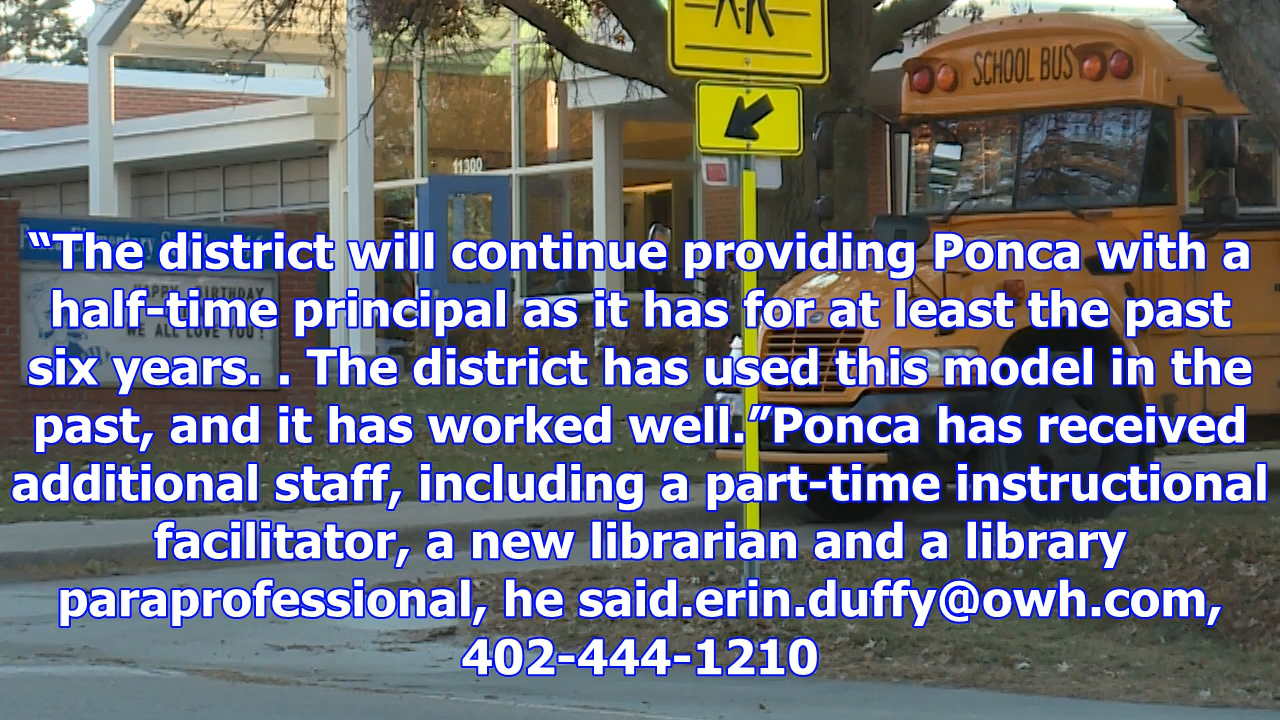 SCHOOL BUS
11300
Elementary
HAPPY BIRTHDAY
WE ALL LOVE YOU!
“The district will continue providing Ponca with a
half-time principal as it has for at least the past
six years. . The district has used this model in the
past, and it has worked well.”Ponca has received
additional staff, including a part-time instructional
facilitator, a new librarian and a library
paraprofessional, he said.erin.duffy@owh.com,
402-444-1210